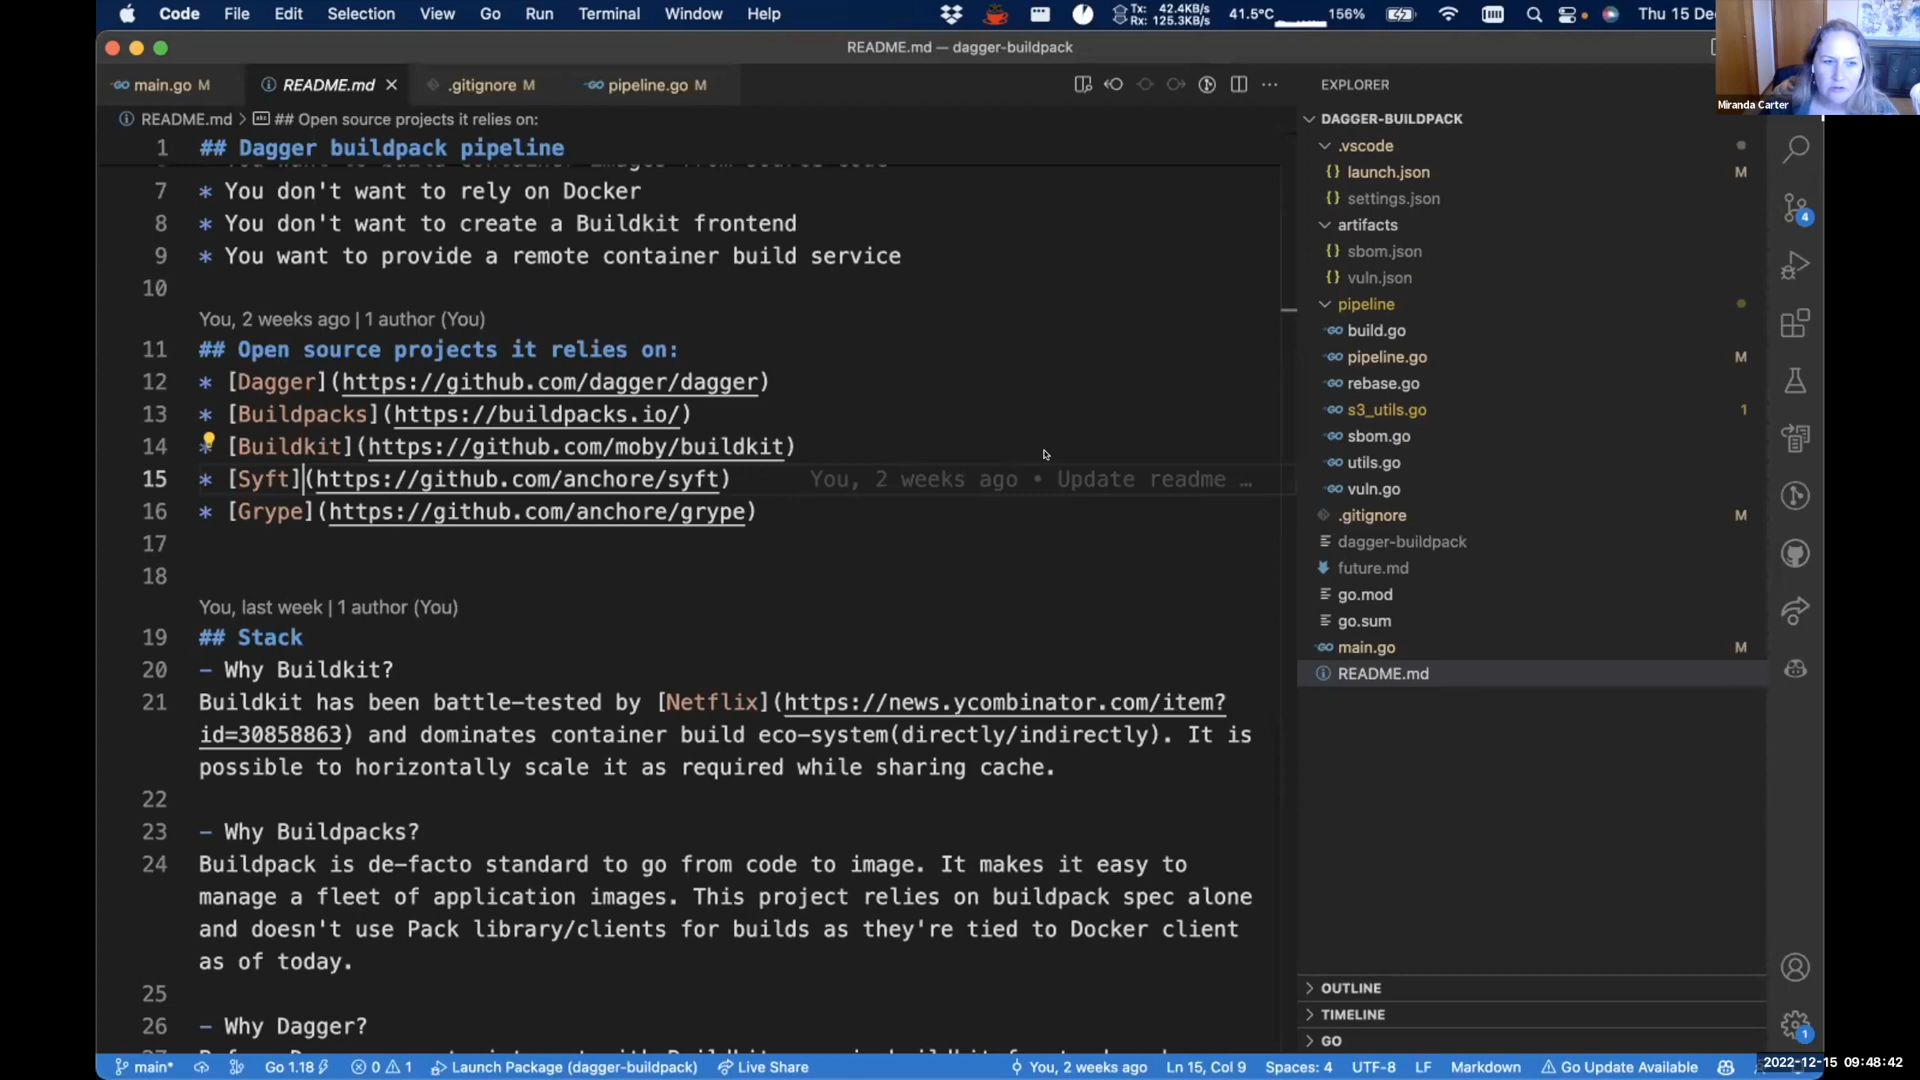 Code File Edit Selection View Go Run Terminal Window Help Tx: 42.4KB/s Rx: 125.3KB/s 41.5°C 156% Thu 15 De
README.md — dagger-buildpack
main.go M README.md .gitignore M pipeline.go M
README.md > ## Open source projects it relies on:
1 ## Dagger buildpack pipeline
7 * You don't want to rely on Docker
8 * You don't want to create a Buildkit frontend
9 * You want to provide a remote container build service
10
You, 2 weeks ago | 1 author (You)
11 ## Open source projects it relies on:
12 * [Dagger](https://github.com/dagger/dagger)
13 * [Buildpacks](https://buildpacks.io/)
14 * [Buildkit](https://github.com/moby/buildkit)
15 * [Syft](https://github.com/anchore/syft) You, 2 weeks ago • Update readme …
16 * [Grype](https://github.com/anchore/grype)
17
18
You, last week | 1 author (You)
19 ## Stack
20 - Why Buildkit?
21 Buildkit has been battle-tested by [Netflix](https://news.ycombinator.com/item?
id=30858863) and dominates container build eco-system(directly/indirectly). It is
possible to horizontally scale it as required while sharing cache.
22
23 - Why Buildpacks?
24 Buildpack is de-facto standard to go from code to image. It makes it easy to
manage a fleet of application images. This project relies on buildpack spec alone
and doesn't use Pack library/clients for builds as they're tied to Docker client
as of today.
25
26 - Why Dagger?
EXPLORER
DAGGER-BUILDPACK
.vscode
{} launch.json M
{} settings.json
artifacts
{} sbom.json
{} vuln.json
pipeline
build.go
pipeline.go M
rebase.go
s3_utils.go 1
sbom.go
utils.go
vuln.go
.gitignore M
dagger-buildpack
future.md
go.mod
go.sum
main.go M
README.md
OUTLINE
TIMELINE
GO
4
1
Miranda Carter
main* Go 1.18 0 1 Launch Package (dagger-buildpack) Live Share You, 2 weeks ago Ln 15, Col 9 Spaces: 4 UTF-8 LF Markdown Go Update Available
2022-12-15 09:48:42